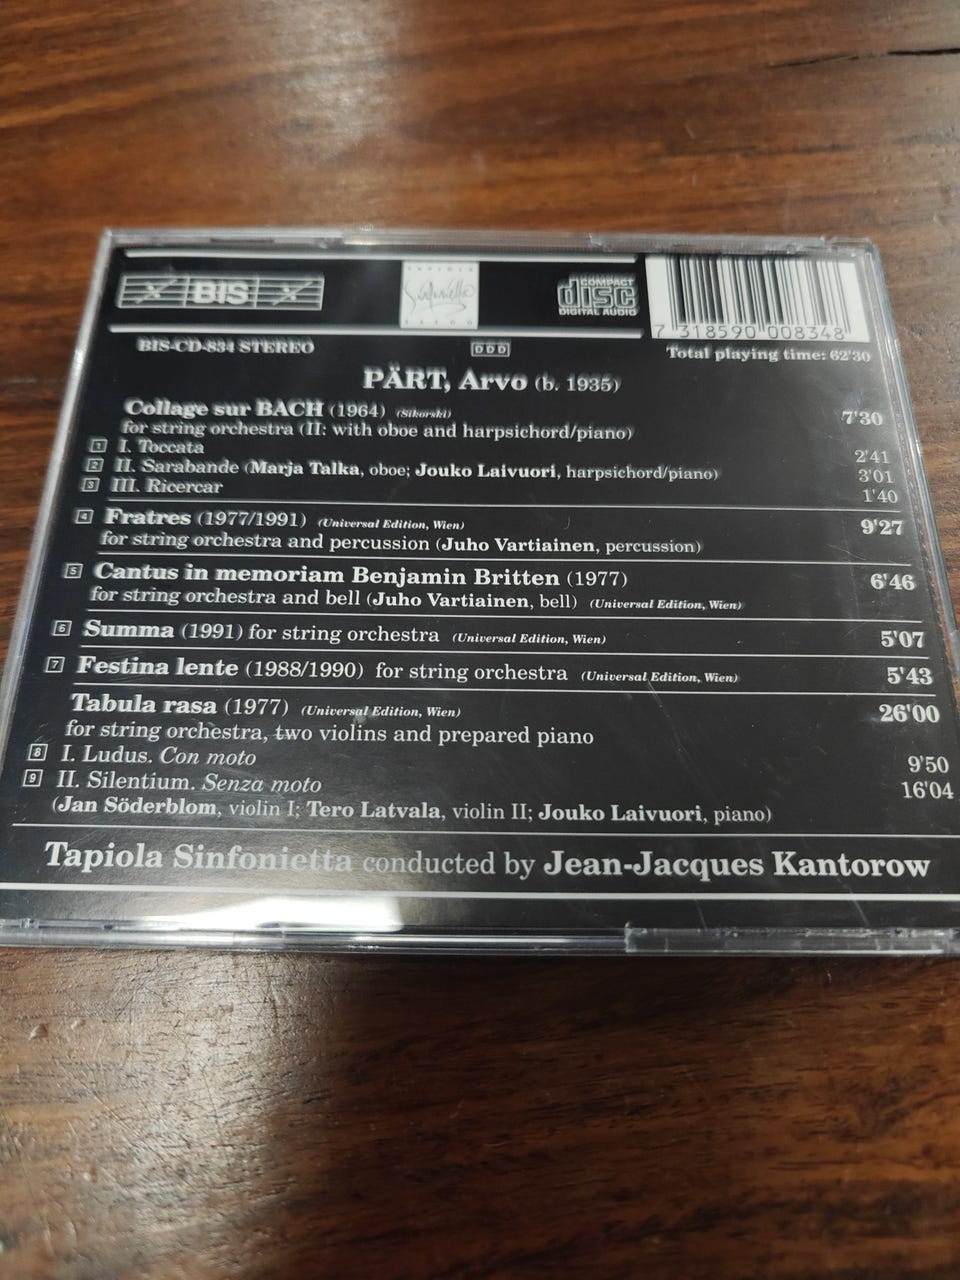 BIS
TAPIOLA
Sinfonietta
ESPOO
COMPACT
disc
DIGITAL AUDIO
7 318590 008348
BIS-CD-834 STEREO
DDD
Total playing time: 62'30
PÄRT, Arvo (b. 1935)
Collage sur BACH (1964) (Sikorski) 7'30
for string orchestra (II: with oboe and harpsichord/piano)
1 I. Toccata 2'41
2 II. Sarabande (Marja Talka, oboe; Jouko Laivuori, harpsichord/piano) 3'01
3 III. Ricercar 1'40
4 Fratres (1977/1991) (Universal Edition, Wien) 9'27
for string orchestra and percussion (Juho Vartiainen, percussion)
5 Cantus in memoriam Benjamin Britten (1977) 6'46
for string orchestra and bell (Juho Vartiainen, bell) (Universal Edition, Wien)
6 Summa (1991) for string orchestra (Universal Edition, Wien) 5'07
7 Festina lente (1988/1990) for string orchestra (Universal Edition, Wien) 5'43
Tabula rasa (1977) (Universal Edition, Wien) 26'00
for string orchestra, two violins and prepared piano
8 I. Ludus. Con moto 9'50
9 II. Silentium. Senza moto 16'04
(Jan Söderblom, violin I; Tero Latvala, violin II; Jouko Laivuori, piano)
Tapiola Sinfonietta conducted by Jean-Jacques Kantorow